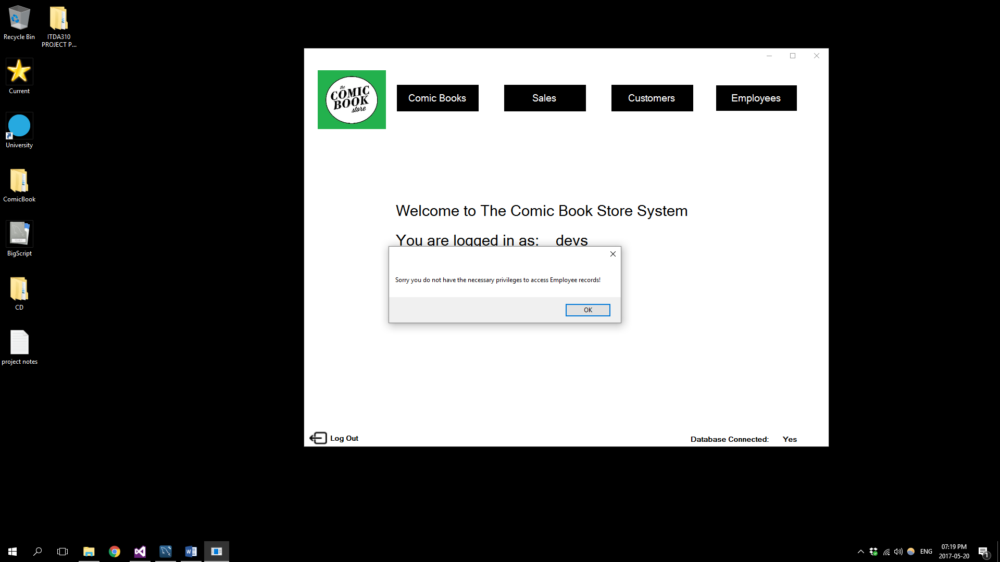 Recycle Bin
ITDA310
PROJECT P...
Current
University
ComicBook
BigScript
CD
project notes
the
COMIC
BOOK
store
Comic Books
Sales
Customers
Employees
Welcome to The Comic Book Store System
You are logged in as: devs
Sorry you do not have the necessary privileges to access Employee records!
OK
Log Out
Database Connected: Yes
ENG
07:19 PM
2017-05-20
1